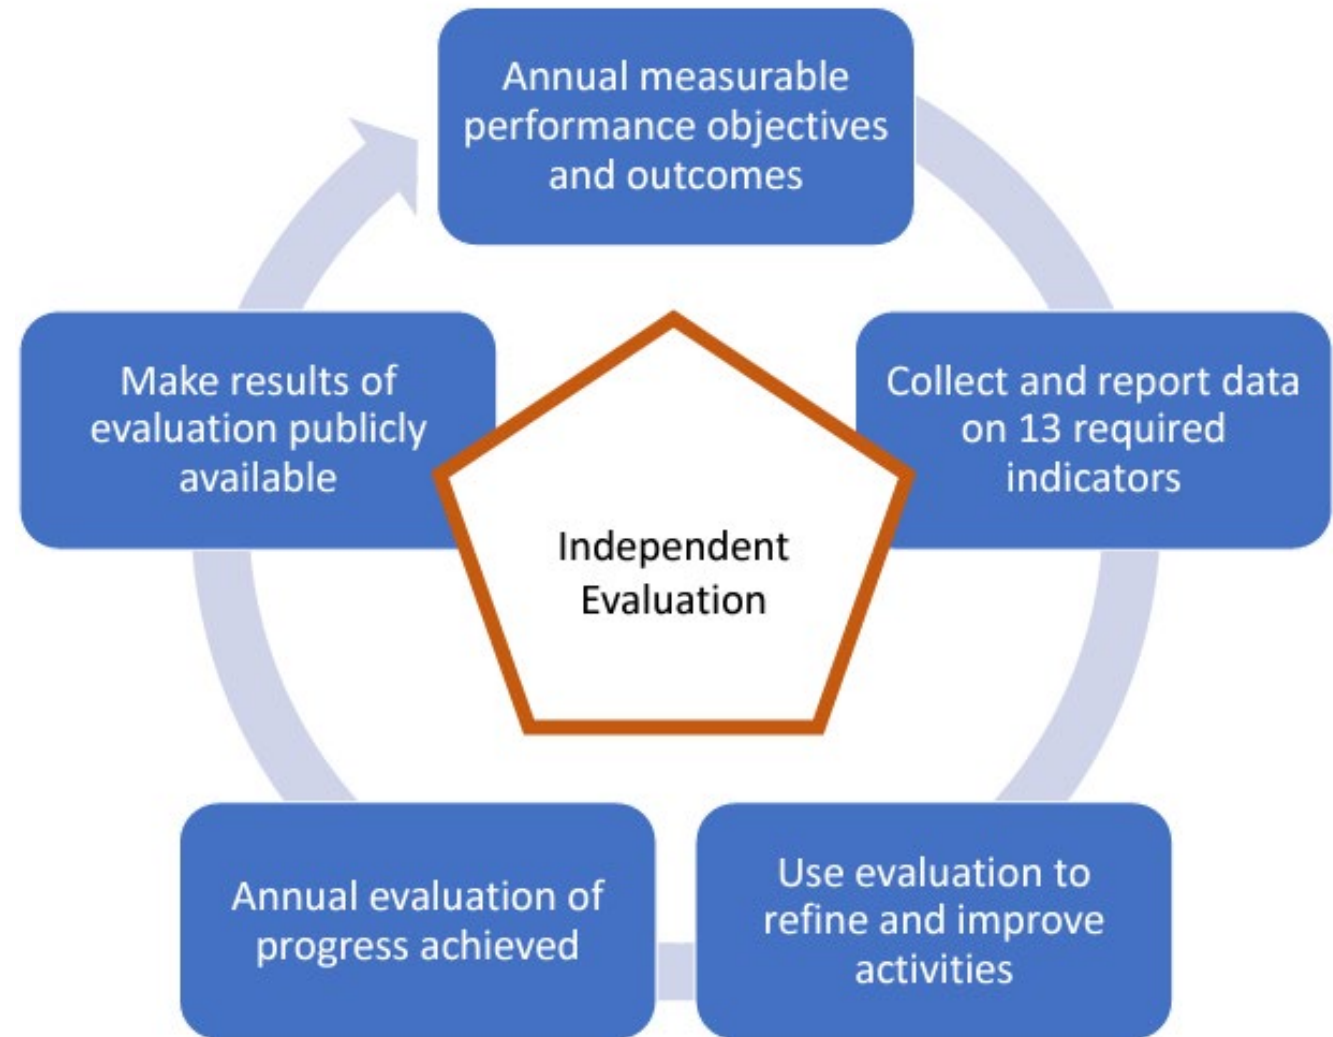 Annual measurable
performance objectives
and outcomes
Collect and report data
on 13 required
indicators
Use evaluation to
refine and improve
activities
Annual evaluation of
progress achieved
Make results of
evaluation publicly
available
Independent
Evaluation